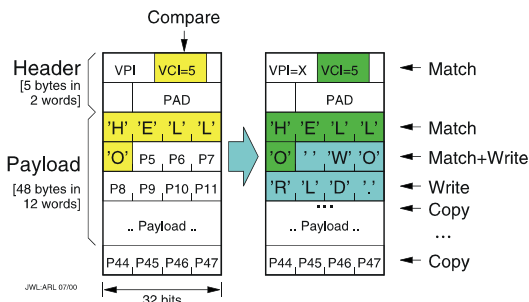 Compare
Header
[5 bytes in
2 words]
VPI VCI=5
PAD
VPI=X VCI=5
PAD
Match
Payload
[48 bytes in
12 words]
'H' 'E' 'L' 'L'
'O' P5 P6 P7
P8 P9 P10 P11
.. Payload ..
P44 P45 P46 P47
'H' 'E' 'L' 'L'
'O' ' ' 'W' 'O'
'R' 'L' 'D' '.'
...
.. Payload ..
P44 P45 P46 P47
Match
Match+Write
Write
Copy
...
Copy
JWL:ARL 07/00
32 bits